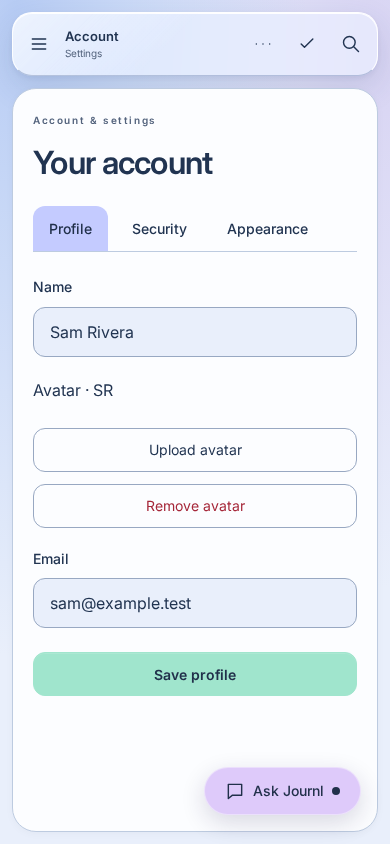 Account
Settings
Account & settings
Your account
Profile
Security
Appearance
Name
Sam Rivera
Avatar · SR
Upload avatar
Remove avatar
Email
sam@example.test
Save profile
Ask Journl